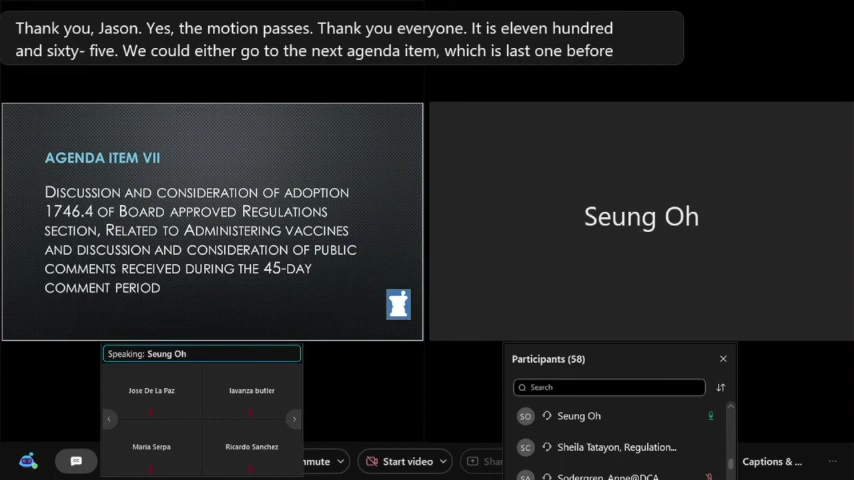 Thank you, Jason. Yes, the motion passes. Thank you everyone. It is eleven hundred
and sixty- five. We could either go to the next agenda item, which is last one before
AGENDA ITEM VII
DISCUSSION AND CONSIDERATION OF ADOPTION
1746.4 OF BOARD APPROVED REGULATIONS
SECTION, RELATED TO ADMINISTERING VACCINES
AND DISCUSSION AND CONSIDERATION OF PUBLIC
COMMENTS RECEIVED DURING THE 45-DAY
COMMENT PERIOD
Seung Oh
Speaking: Seung Oh
Jose De La Paz
lavanza butler
Maria Serpa
Ricardo Sanchez
Participants (58)
Search
SO
Seung Oh
SC
Sheila Tatayon, Regulation...
SA
Sodergren, Anne@DCA
mute
Start video
Shar
Captions & ...